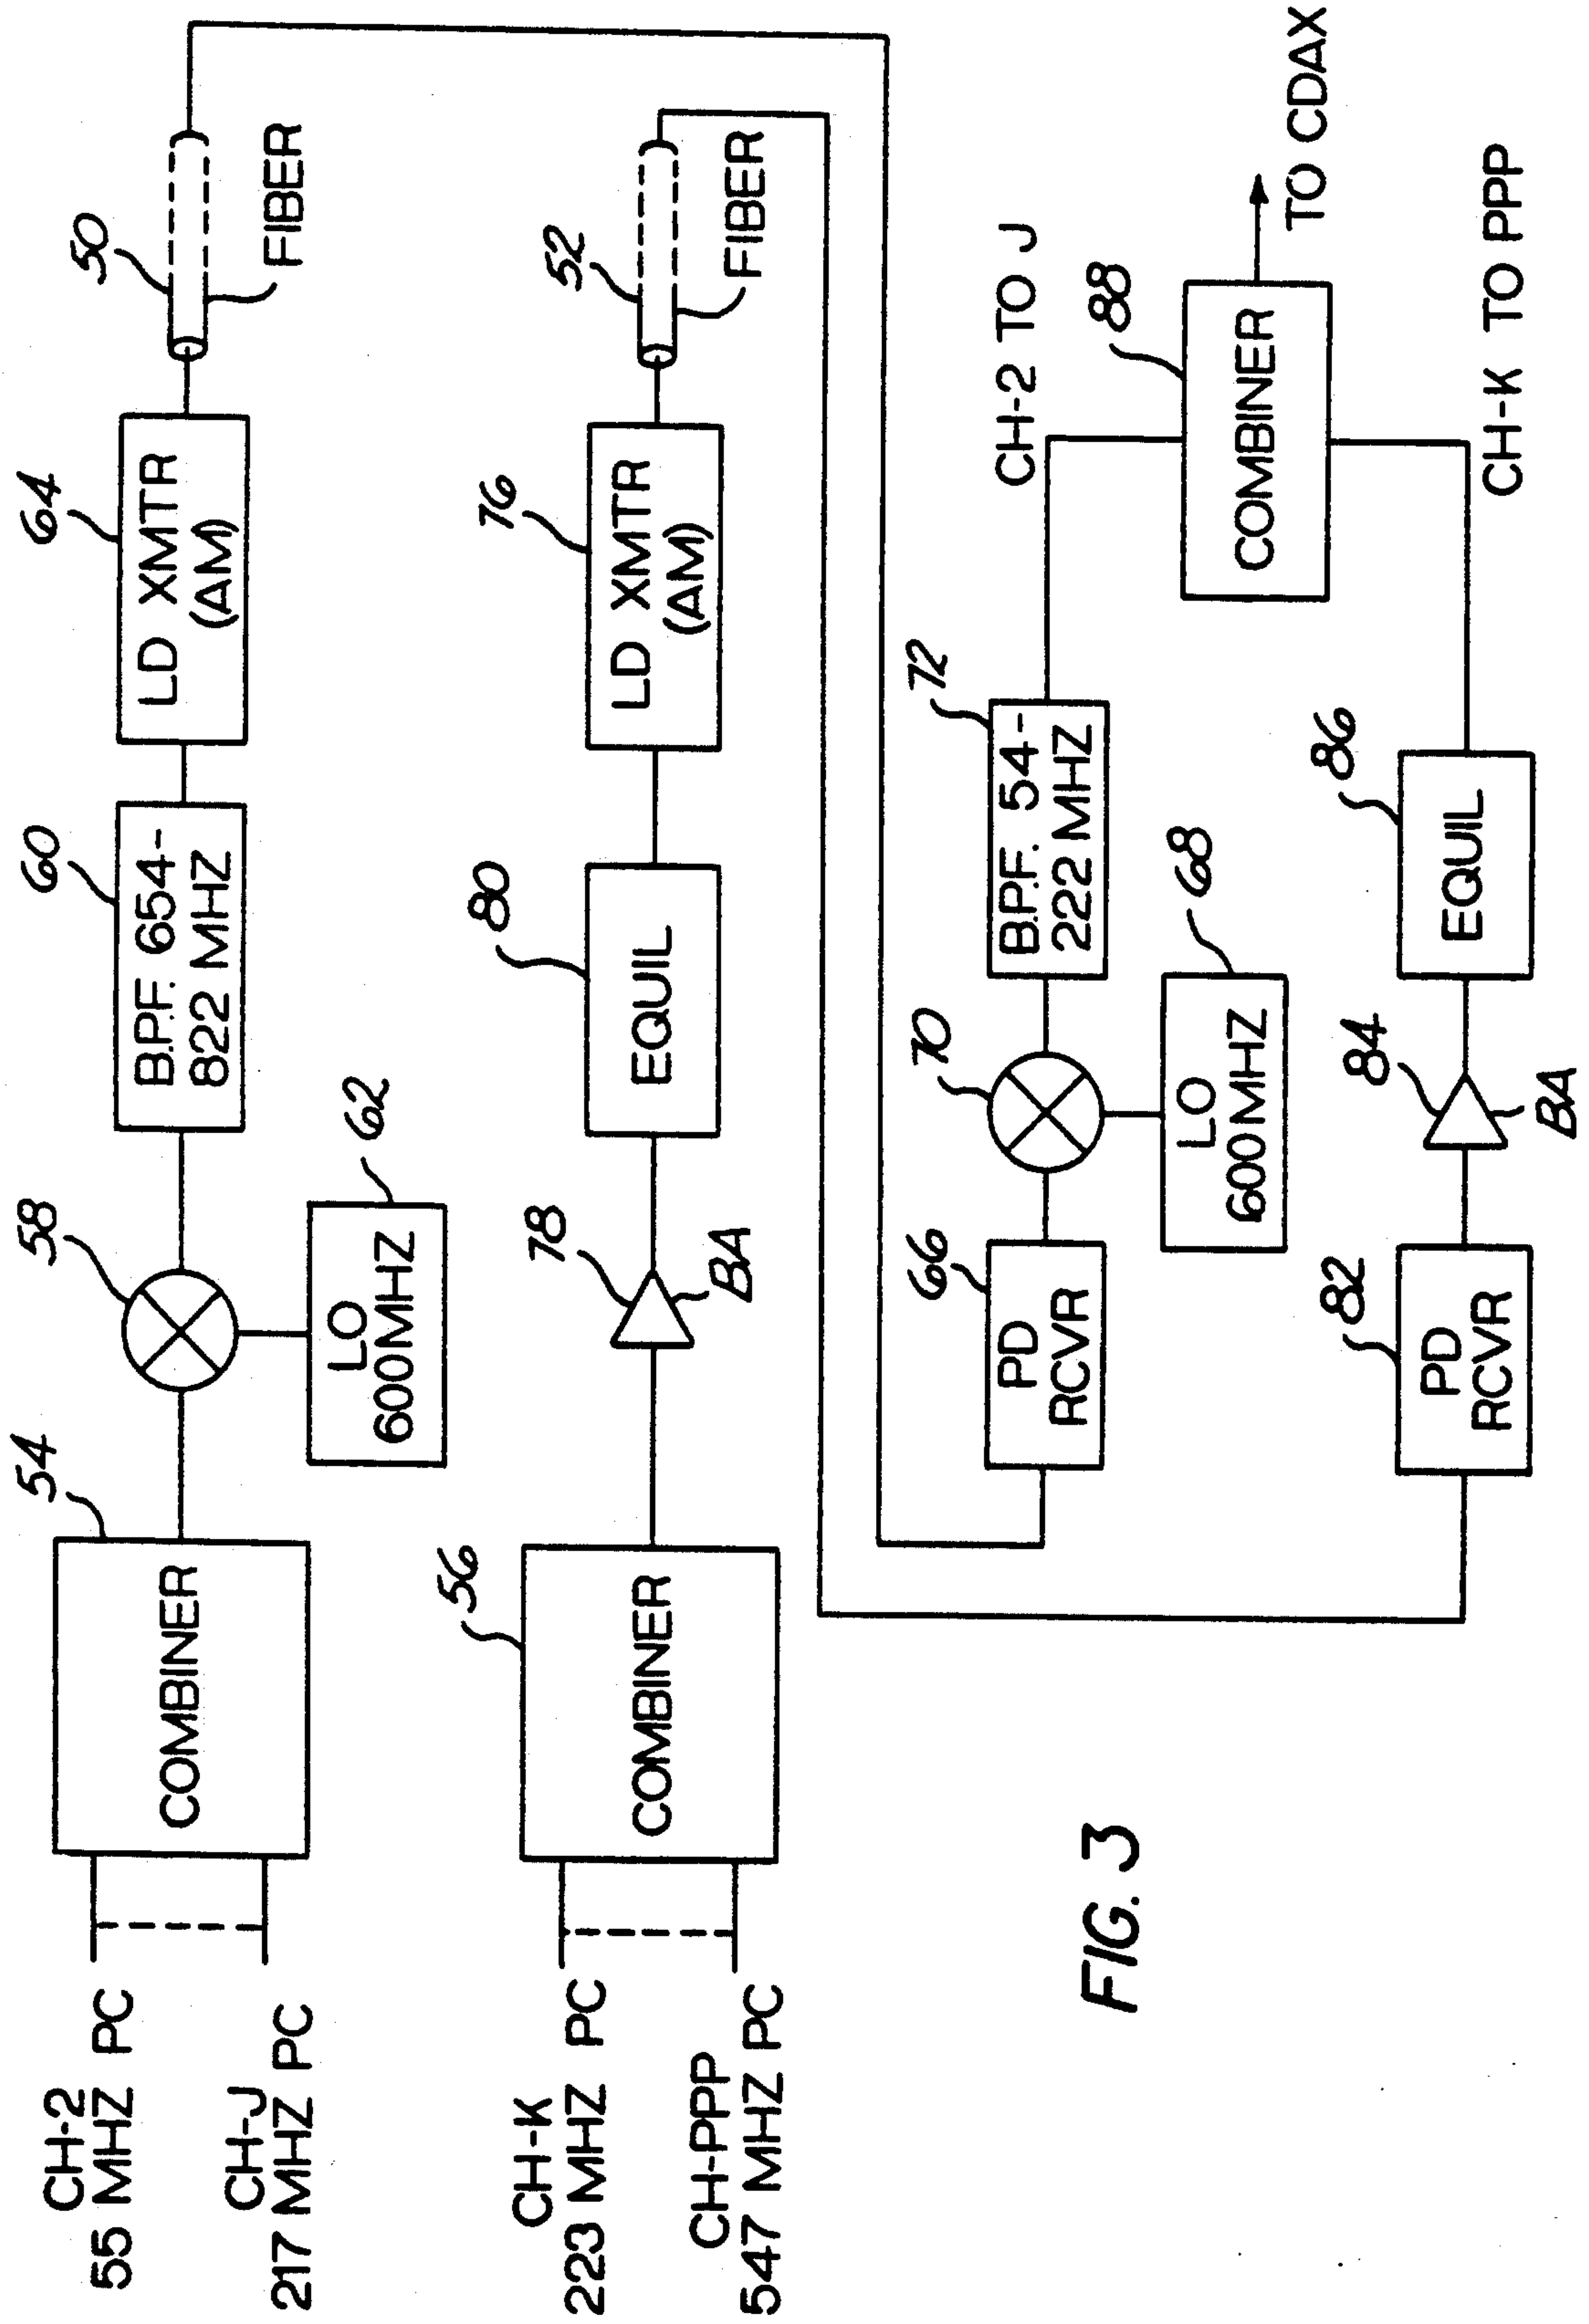 CH-2
55 MHZ PC
CH-J
217 MHZ PC
54
COMBINER
58
LO
600MHZ
62
60
B.P.F. 654-
822 MHZ
64
LD XMTR
(AM)
50
FIBER
CH-K
223 MHZ PC
CH-PPP
547 MHZ PC
56
COMBINER
78
BA
80
EQUIL
76
LD XMTR
(AM)
52
FIBER
66
PD
RCVR
70
LO
600MHZ
68
72
B.P.F. 54-
222 MHZ
CH-2 TO J
82
PD
RCVR
84
BA
86
EQUIL
CH-K TO PPP
88
COMBINER
TO CDAX
FIG. 3